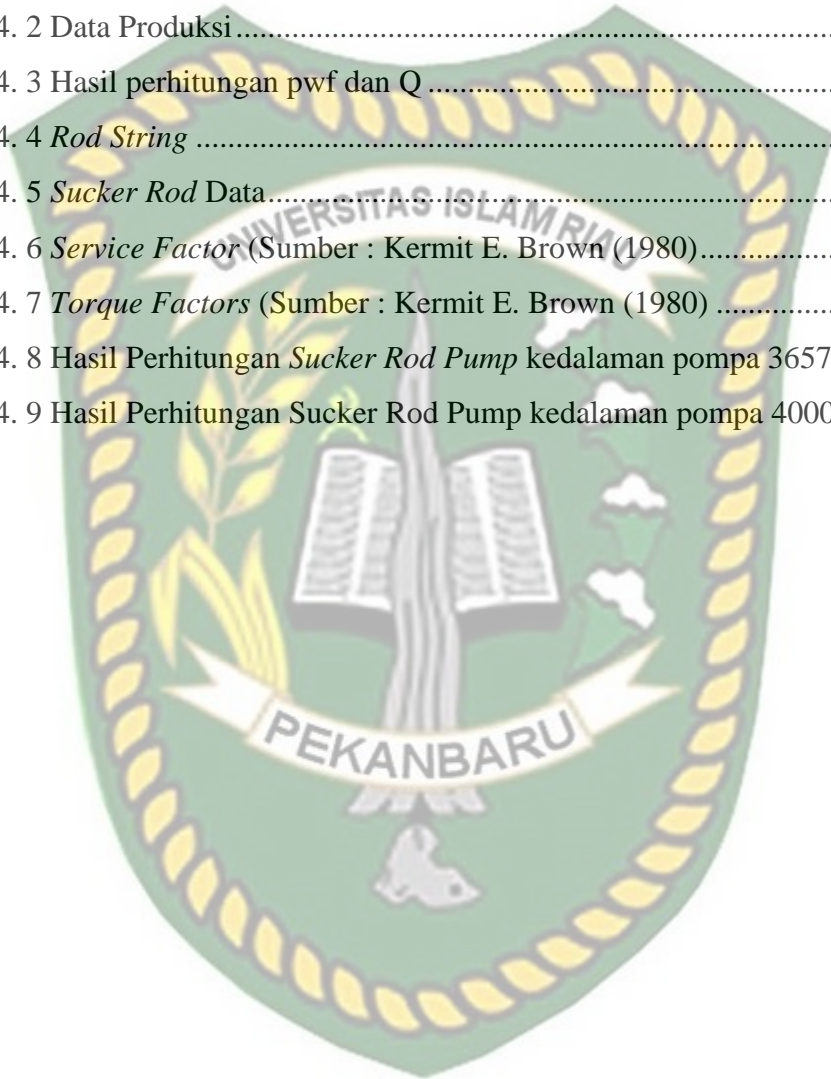 4. 2 Data Produksi
4. 3 Hasil perhitungan pwf dan Q
4. 4 Rod String
4. 5 Sucker Rod Data
UNIVERSITAS ISLAM RIAU
4. 6 Service Factor (Sumber : Kermit E. Brown (1980)
4. 7 Torque Factors (Sumber : Kermit E. Brown (1980)
4. 8 Hasil Perhitungan Sucker Rod Pump kedalaman pompa 3657
4. 9 Hasil Perhitungan Sucker Rod Pump kedalaman pompa 4000
PEKANBARU